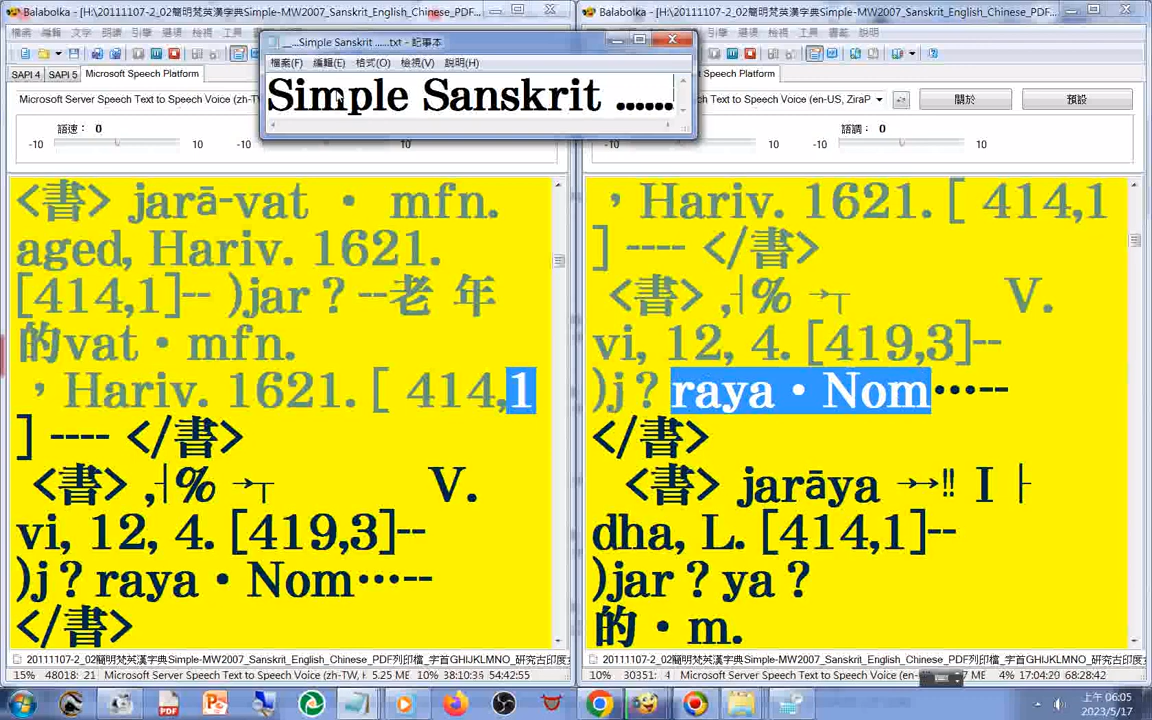 Balabolka - [H:\20111107-2_02簡明梵英漢字典Simple-MW2007_Sanskrit_English_Chinese_PDF...
Balabolka - [H:\20111107-2_02簡明梵英漢字典Simple-MW2007_Sanskrit_English_Chinese_PDF...
__...Simple Sanskrit ......txt - 記事本
檔案(F) 編輯(E) 格式(O) 檢視(V) 說明(H)
Simple Sanskrit ......
SAPI 4 SAPI 5 Microsoft Speech Platform
t Speech Platform
Microsoft Server Speech Text to Speech Voice (zh-TW
ch Text to Speech Voice (en-US, ZiraP
關於
預設
語速： 0
-10 10 10
語調： 0
-10 10
<書> jarā-vat • mfn.
aged, Hariv. 1621.
[414,1]-- )jar？--老 年
的vat•mfn.
，Hariv. 1621. [ 414,1
] ---- </書>
<書> ,┤% →┬ V.
vi, 12, 4. [419,3]--
)j？raya•Nom…--
</書>
，Hariv. 1621. [ 414,1
] ---- </書>
<書> ,┤% →┬ V.
vi, 12, 4. [419,3]--
)j？raya•Nom…--
</書>
<書> jarāya →→‼ I ├
dha, L. [414,1]--
)jar？ya？
的•m.
20111107-2_02簡明梵英漢字典Simple-MW2007_Sanskrit_English_Chinese_PDF列印檔_字首GHIJKLMNO_研究古印度
20111107-2_02簡明梵英漢字典Simple-MW2007_Sanskrit_English_Chinese_PDF列印檔_字首GHIJKLMNO_研究古印度
15% 48018: 21 Microsoft Server Speech Text to Speech Voice (zh-TW, 5.25 ME 38:10:35 54:42:55
10% 30351: Microsoft Server Speech Text to Speech Voice 4% 17:04:20 68:28:42
上午 06:05
2023/5/17